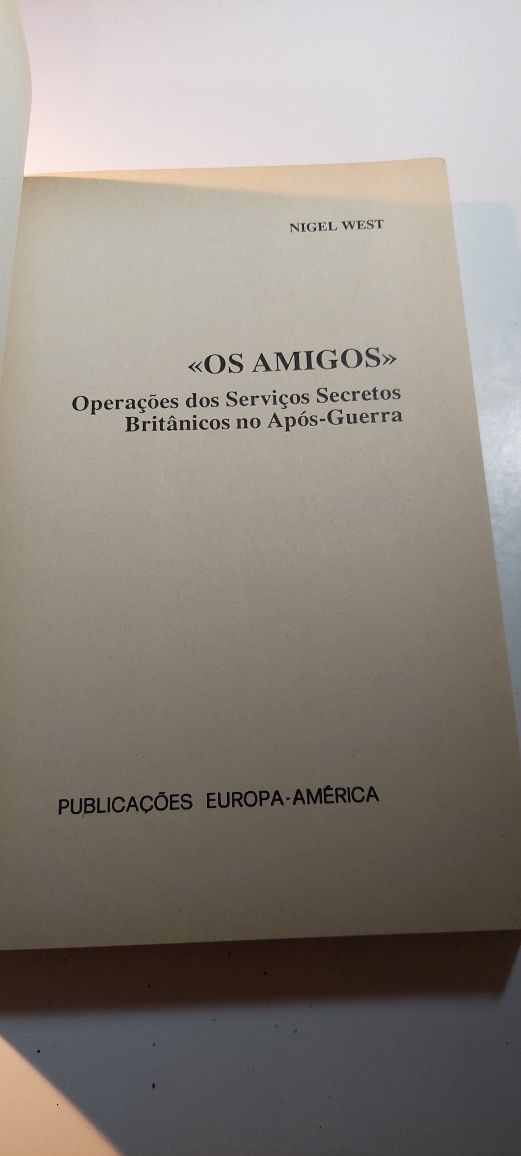 NIGEL WEST
«OS AMIGOS»
Operações dos Serviços Secretos
Britânicos no Após-Guerra
PUBLICAÇÕES EUROPA-AMÉRICA